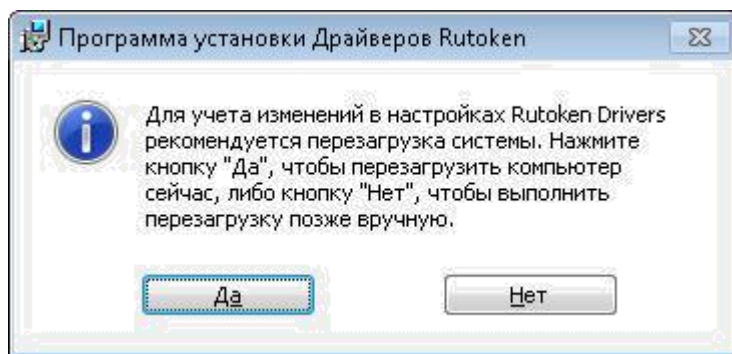 Программа установки Драйверов Rutoken
Для учета изменений в настройках Rutoken Drivers
рекомендуется перезагрузка системы. Нажмите
кнопку "Да", чтобы перезагрузить компьютер
сейчас, либо кнопку "Нет", чтобы выполнить
перезагрузку позже вручную.
Да
Нет